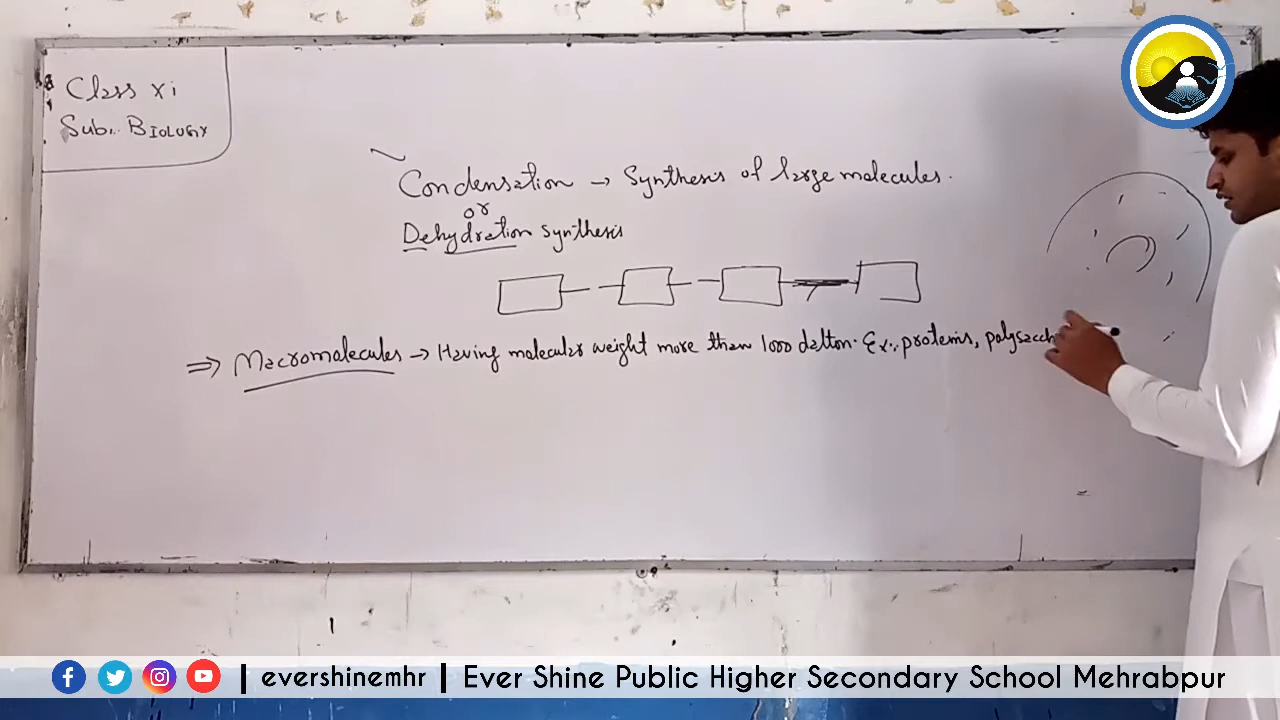 Class xi
Sub:. BIOLOGY
Condensation → Synthesis of large molecules.
or
Dehydration synthesis
⇒ Macromolecules → Having molecular weight more than 1000 dalton. Ex:. proteins, polysacch
| evershinemhr | Ever Shine Public Higher Secondary School Mehrabpur